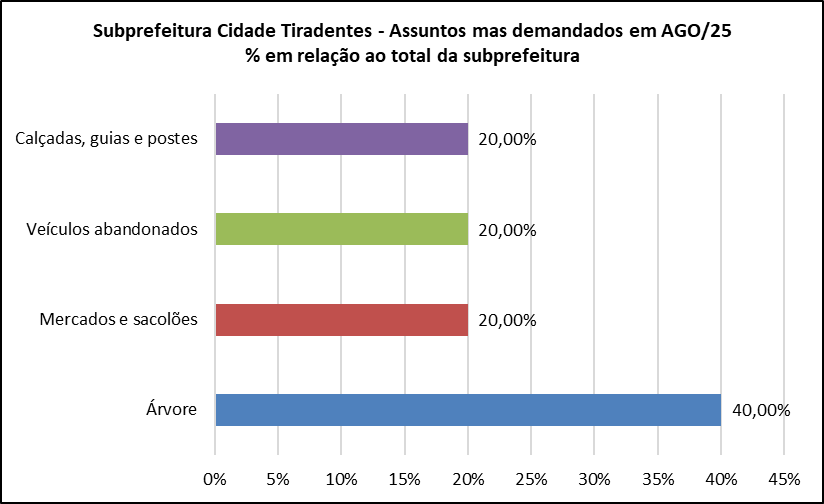 Subprefeitura Cidade Tiradentes - Assuntos mas demandados em AGO/25
% em relação ao total da subprefeitura
Calçadas, guias e postes 20,00%
Veículos abandonados 20,00%
Mercados e sacolões 20,00%
Árvore 40,00%
0% 5% 10% 15% 20% 25% 30% 35% 40% 45%